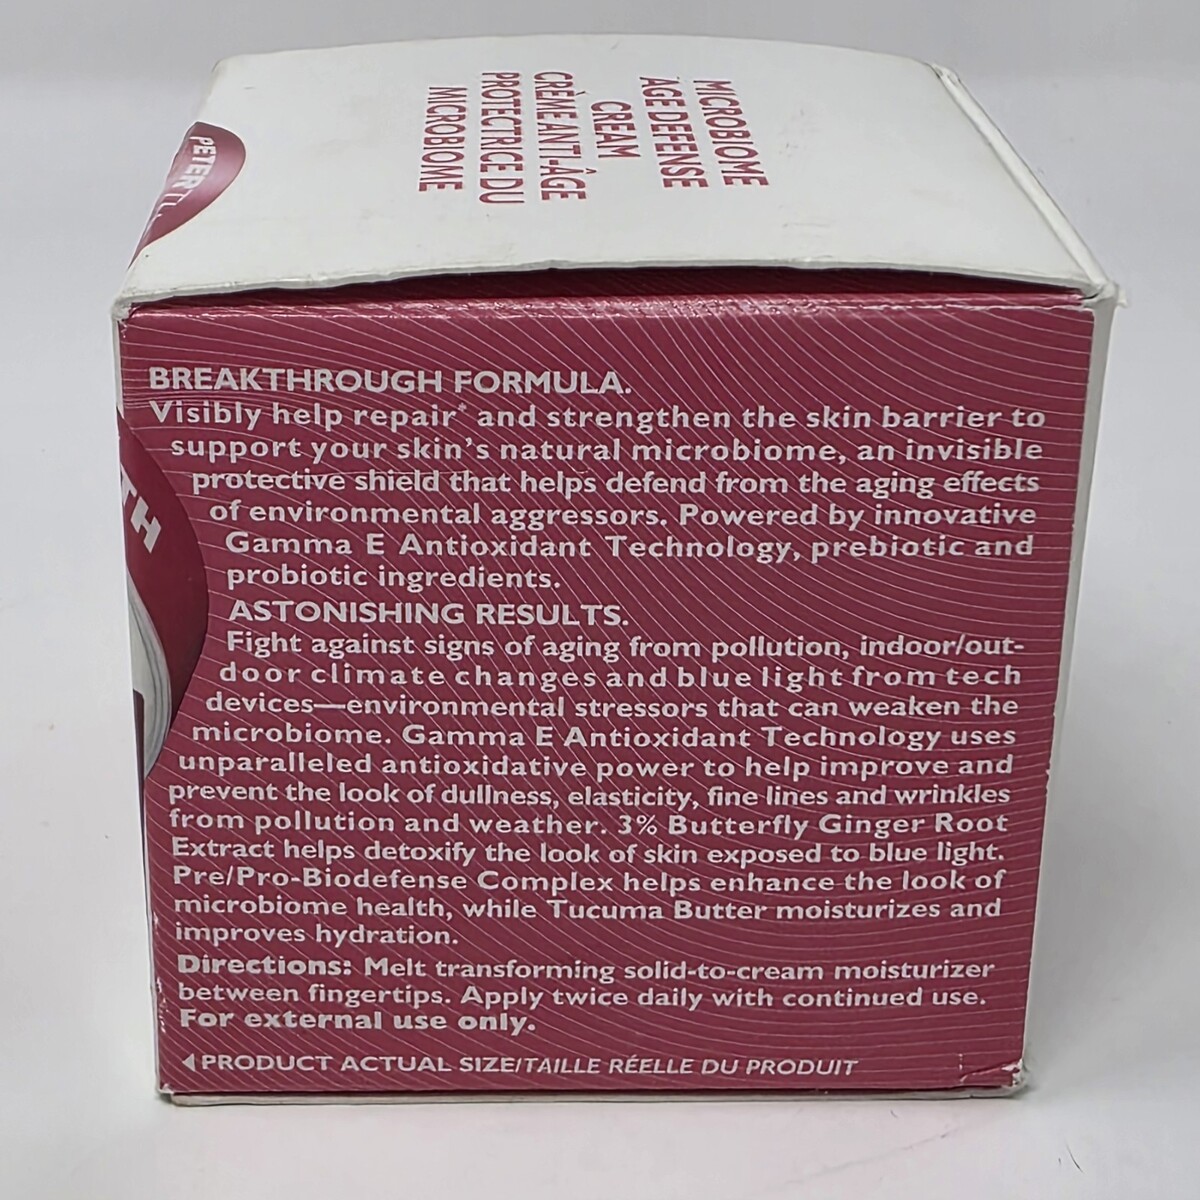 MICROBIOME
AGE DEFENSE
CREAM
CRÈME ANTI-ÂGE
PROTECTRICE DU
MICROBIOME
PETER
TH
BREAKTHROUGH FORMULA.
Visibly help repair* and strengthen the skin barrier to
support your skin's natural microbiome, an invisible
protective shield that helps defend from the aging effects
of environmental aggressors. Powered by innovative
Gamma E Antioxidant Technology, prebiotic and
probiotic ingredients.
ASTONISHING RESULTS.
Fight against signs of aging from pollution, indoor/out-
door climate changes and blue light from tech
devices—environmental stressors that can weaken the
microbiome. Gamma E Antioxidant Technology uses
unparalleled antioxidative power to help improve and
prevent the look of dullness, elasticity, fine lines and wrinkles
from pollution and weather. 3% Butterfly Ginger Root
Extract helps detoxify the look of skin exposed to blue light.
Pre/Pro-Biodefense Complex helps enhance the look of
microbiome health, while Tucuma Butter moisturizes and
improves hydration.
Directions: Melt transforming solid-to-cream moisturizer
between fingertips. Apply twice daily with continued use.
For external use only.
◄PRODUCT ACTUAL SIZE/TAILLE RÉELLE DU PRODUIT